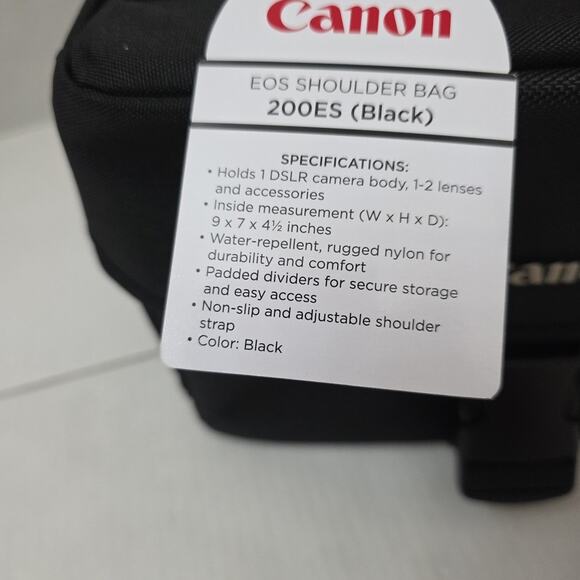 Canon
EOS SHOULDER BAG
200ES (Black)
SPECIFICATIONS:
• Holds 1 DSLR camera body, 1-2 lenses
and accessories
• Inside measurement (W x H x D):
9 x 7 x 4½ inches
• Water-repellent, rugged nylon for
durability and comfort
• Padded dividers for secure storage
and easy access
• Non-slip and adjustable shoulder
strap
• Color: Black